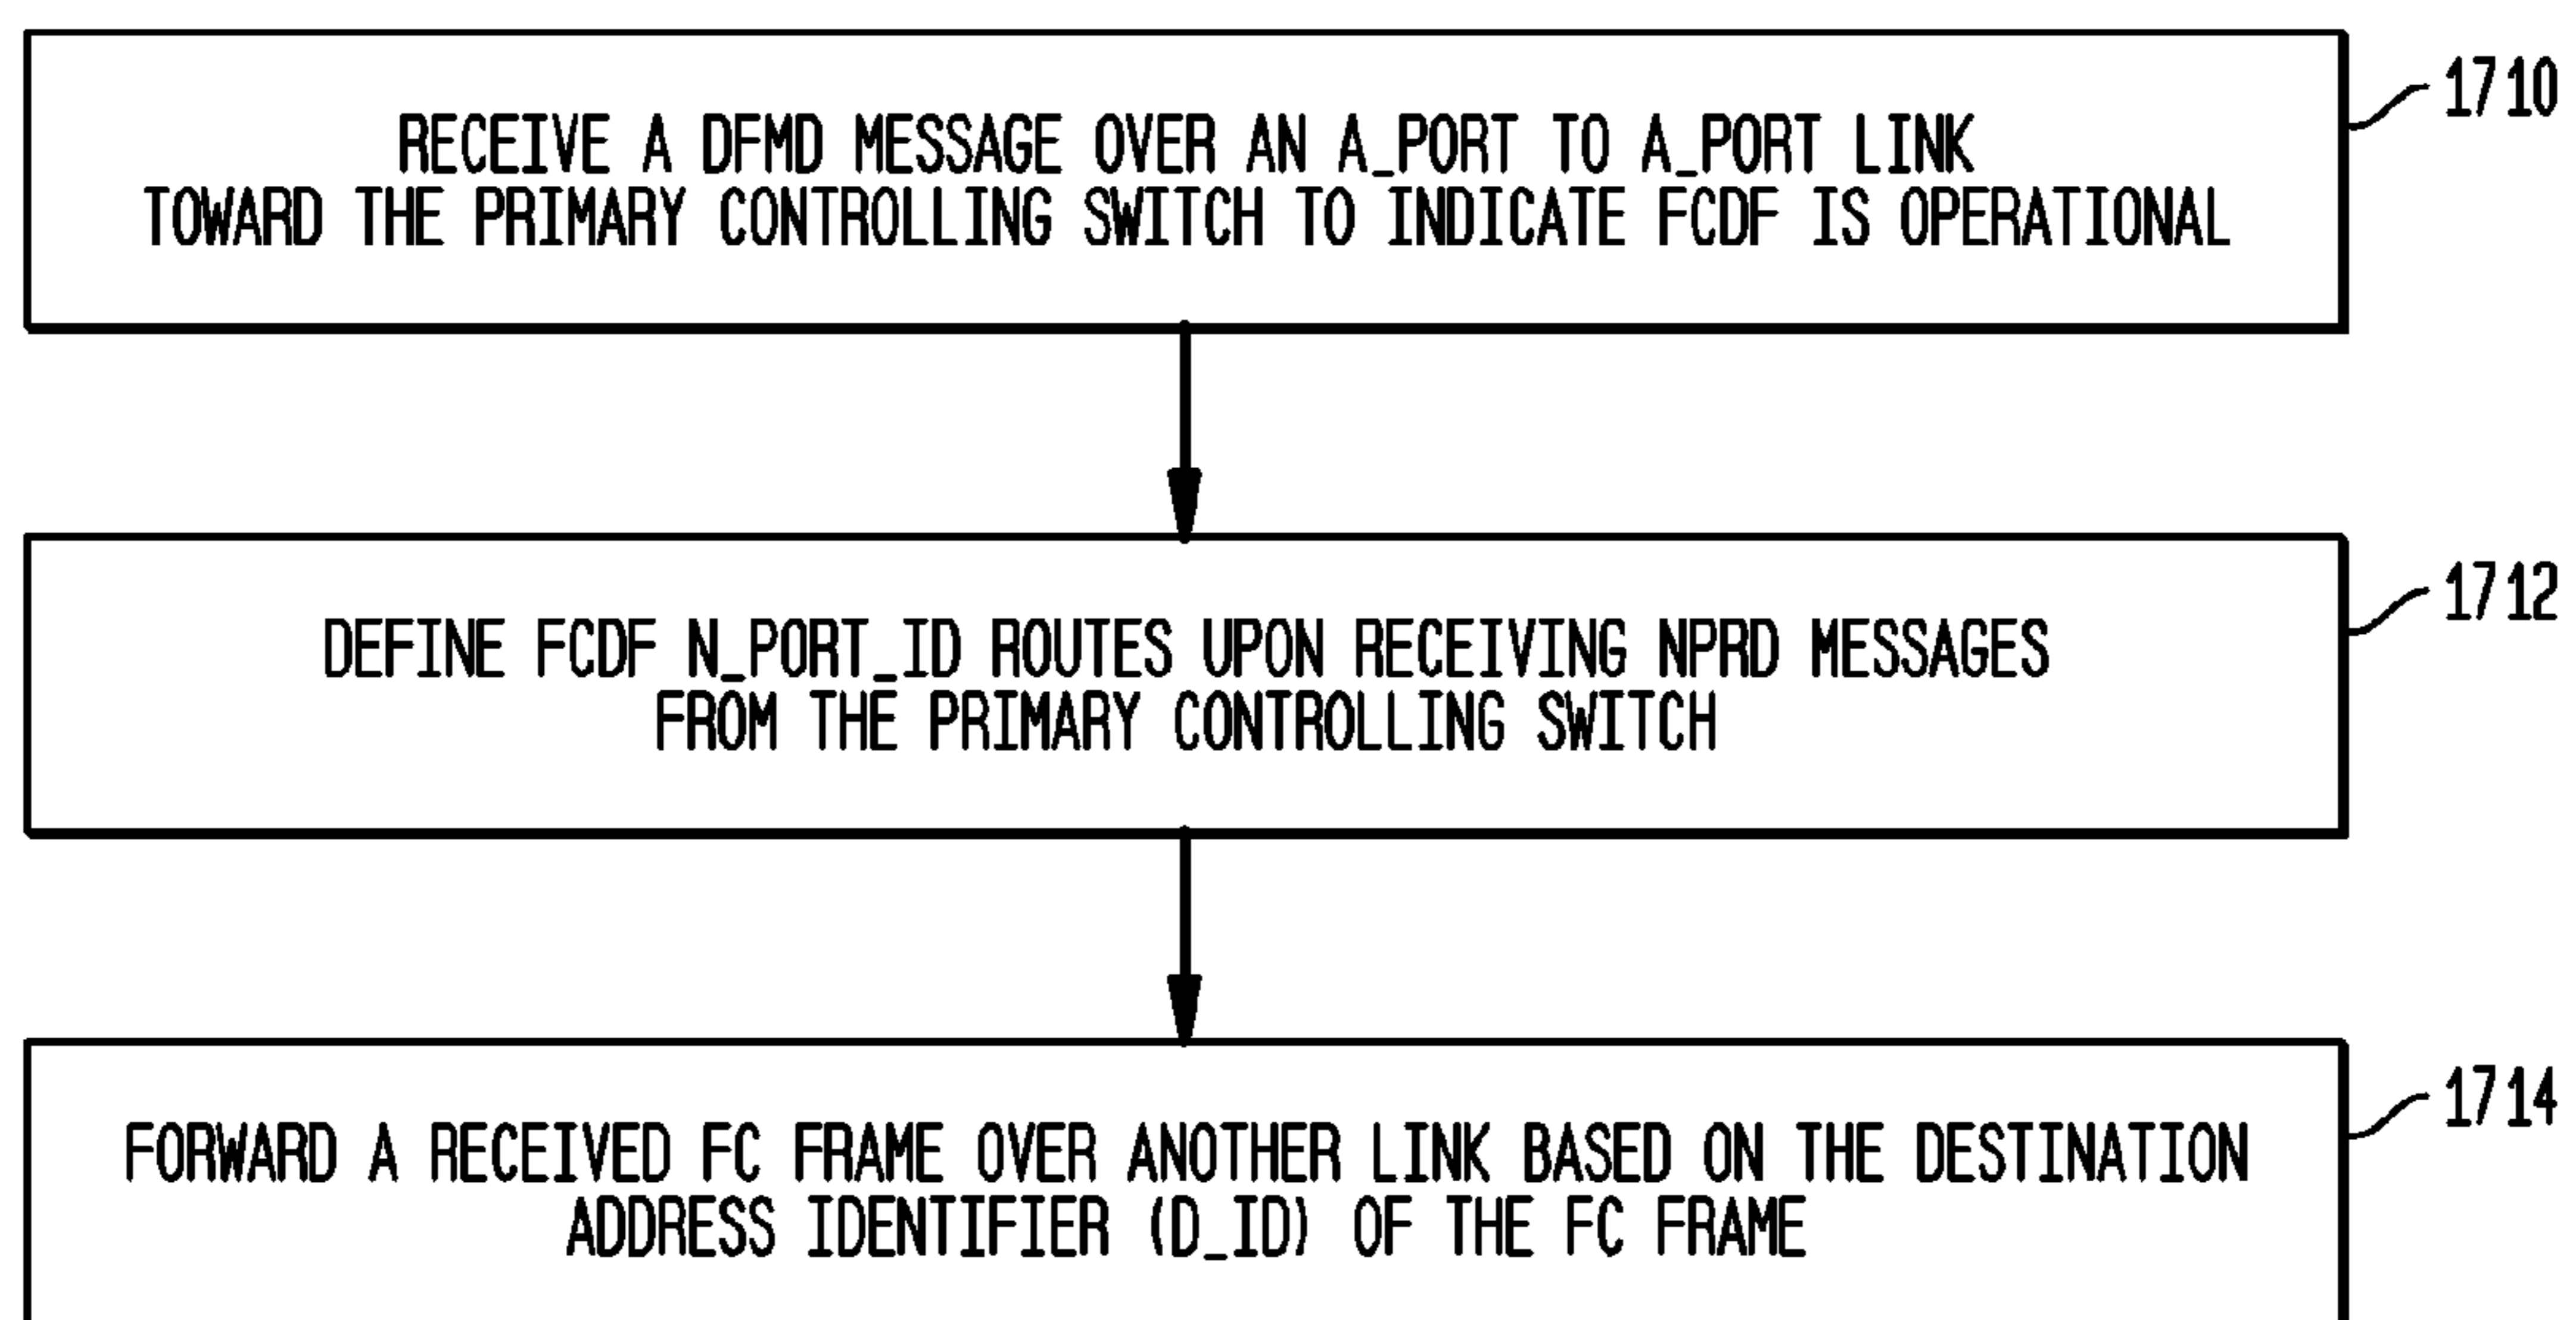 RECEIVE A DFMD MESSAGE OVER AN A_PORT TO A_PORT LINK
TOWARD THE PRIMARY CONTROLLING SWITCH TO INDICATE FCDF IS OPERATIONAL
1710
DEFINE FCDF N_PORT_ID ROUTES UPON RECEIVING NPRD MESSAGES
FROM THE PRIMARY CONTROLLING SWITCH
1712
FORWARD A RECEIVED FC FRAME OVER ANOTHER LINK BASED ON THE DESTINATION
ADDRESS IDENTIFIER (D_ID) OF THE FC FRAME
1714